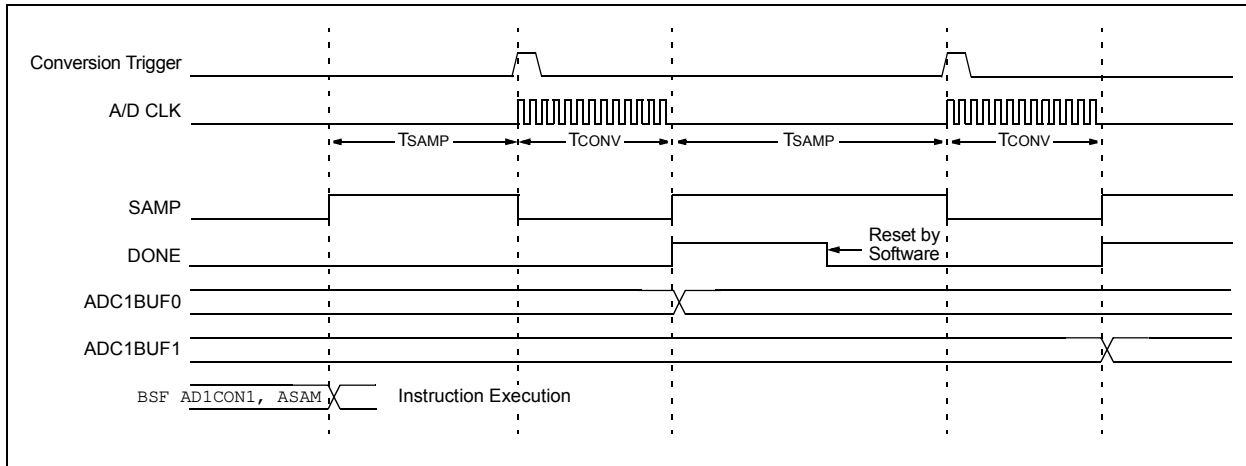 Conversion Trigger
A/D CLK
TSAMP
TCONV
TSAMP
TCONV
SAMP
DONE
Reset by
Software
ADC1BUF0
ADC1BUF1
BSF AD1CON1, ASAM
Instruction Execution